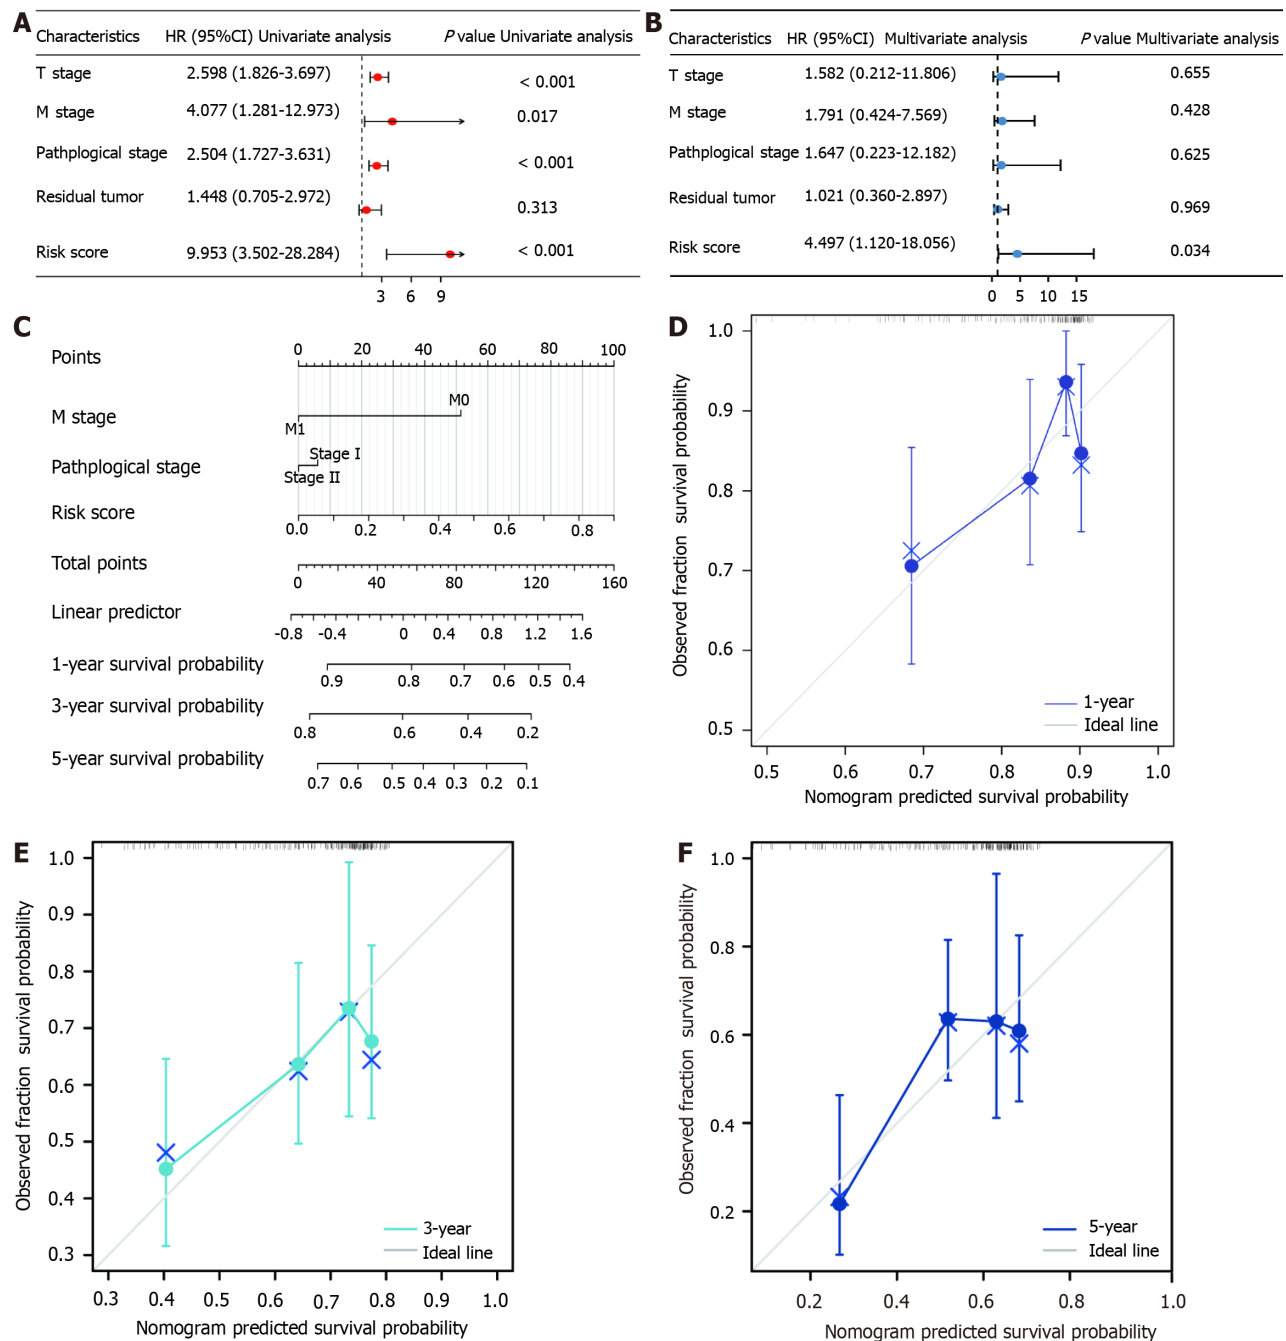 A
Characteristics HR (95%CI) Univariate analysis P value Univariate analysis
T stage 2.598 (1.826-3.697) < 0.001
M stage 4.077 (1.281-12.973) 0.017
Pathplogical stage 2.504 (1.727-3.631) < 0.001
Residual tumor 1.448 (0.705-2.972) 0.313
Risk score 9.953 (3.502-28.284) < 0.001
3 6 9
B
Characteristics HR (95%CI) Multivariate analysis P value Multivariate analysis
T stage 1.582 (0.212-11.806) 0.655
M stage 1.791 (0.424-7.569) 0.428
Pathplogical stage 1.647 (0.223-12.182) 0.625
Residual tumor 1.021 (0.360-2.897) 0.969
Risk score 4.497 (1.120-18.056) 0.034
0 5 10 15
C
Points 0 20 40 60 80 100
M stage M0
M1
Pathplogical stage Stage I
Stage II
Risk score 0.0 0.2 0.4 0.6 0.8
Total points 0 40 80 120 160
Linear predictor -0.8 -0.4 0 0.4 0.8 1.2 1.6
1-year survival probability 0.9 0.8 0.7 0.6 0.5 0.4
3-year survival probability 0.8 0.6 0.4 0.2
5-year survival probability 0.7 0.6 0.5 0.4 0.3 0.2 0.1
D
Observed fraction survival probability
1.0
0.9
0.8
0.7
0.6
0.5
1-year
Ideal line
0.5 0.6 0.7 0.8 0.9 1.0
Nomogram predicted survival probability
E
Observed fraction survival probability
1.0
0.9
0.8
0.7
0.6
0.5
0.4
0.3
3-year
Ideal line
0.3 0.4 0.5 0.6 0.7 0.8 0.9 1.0
Nomogram predicted survival probability
F
Observed fraction survival probability
1.0
0.8
0.6
0.4
0.2
5-year
Ideal line
0.2 0.4 0.6 0.8 1.0
Nomogram predicted survival probability